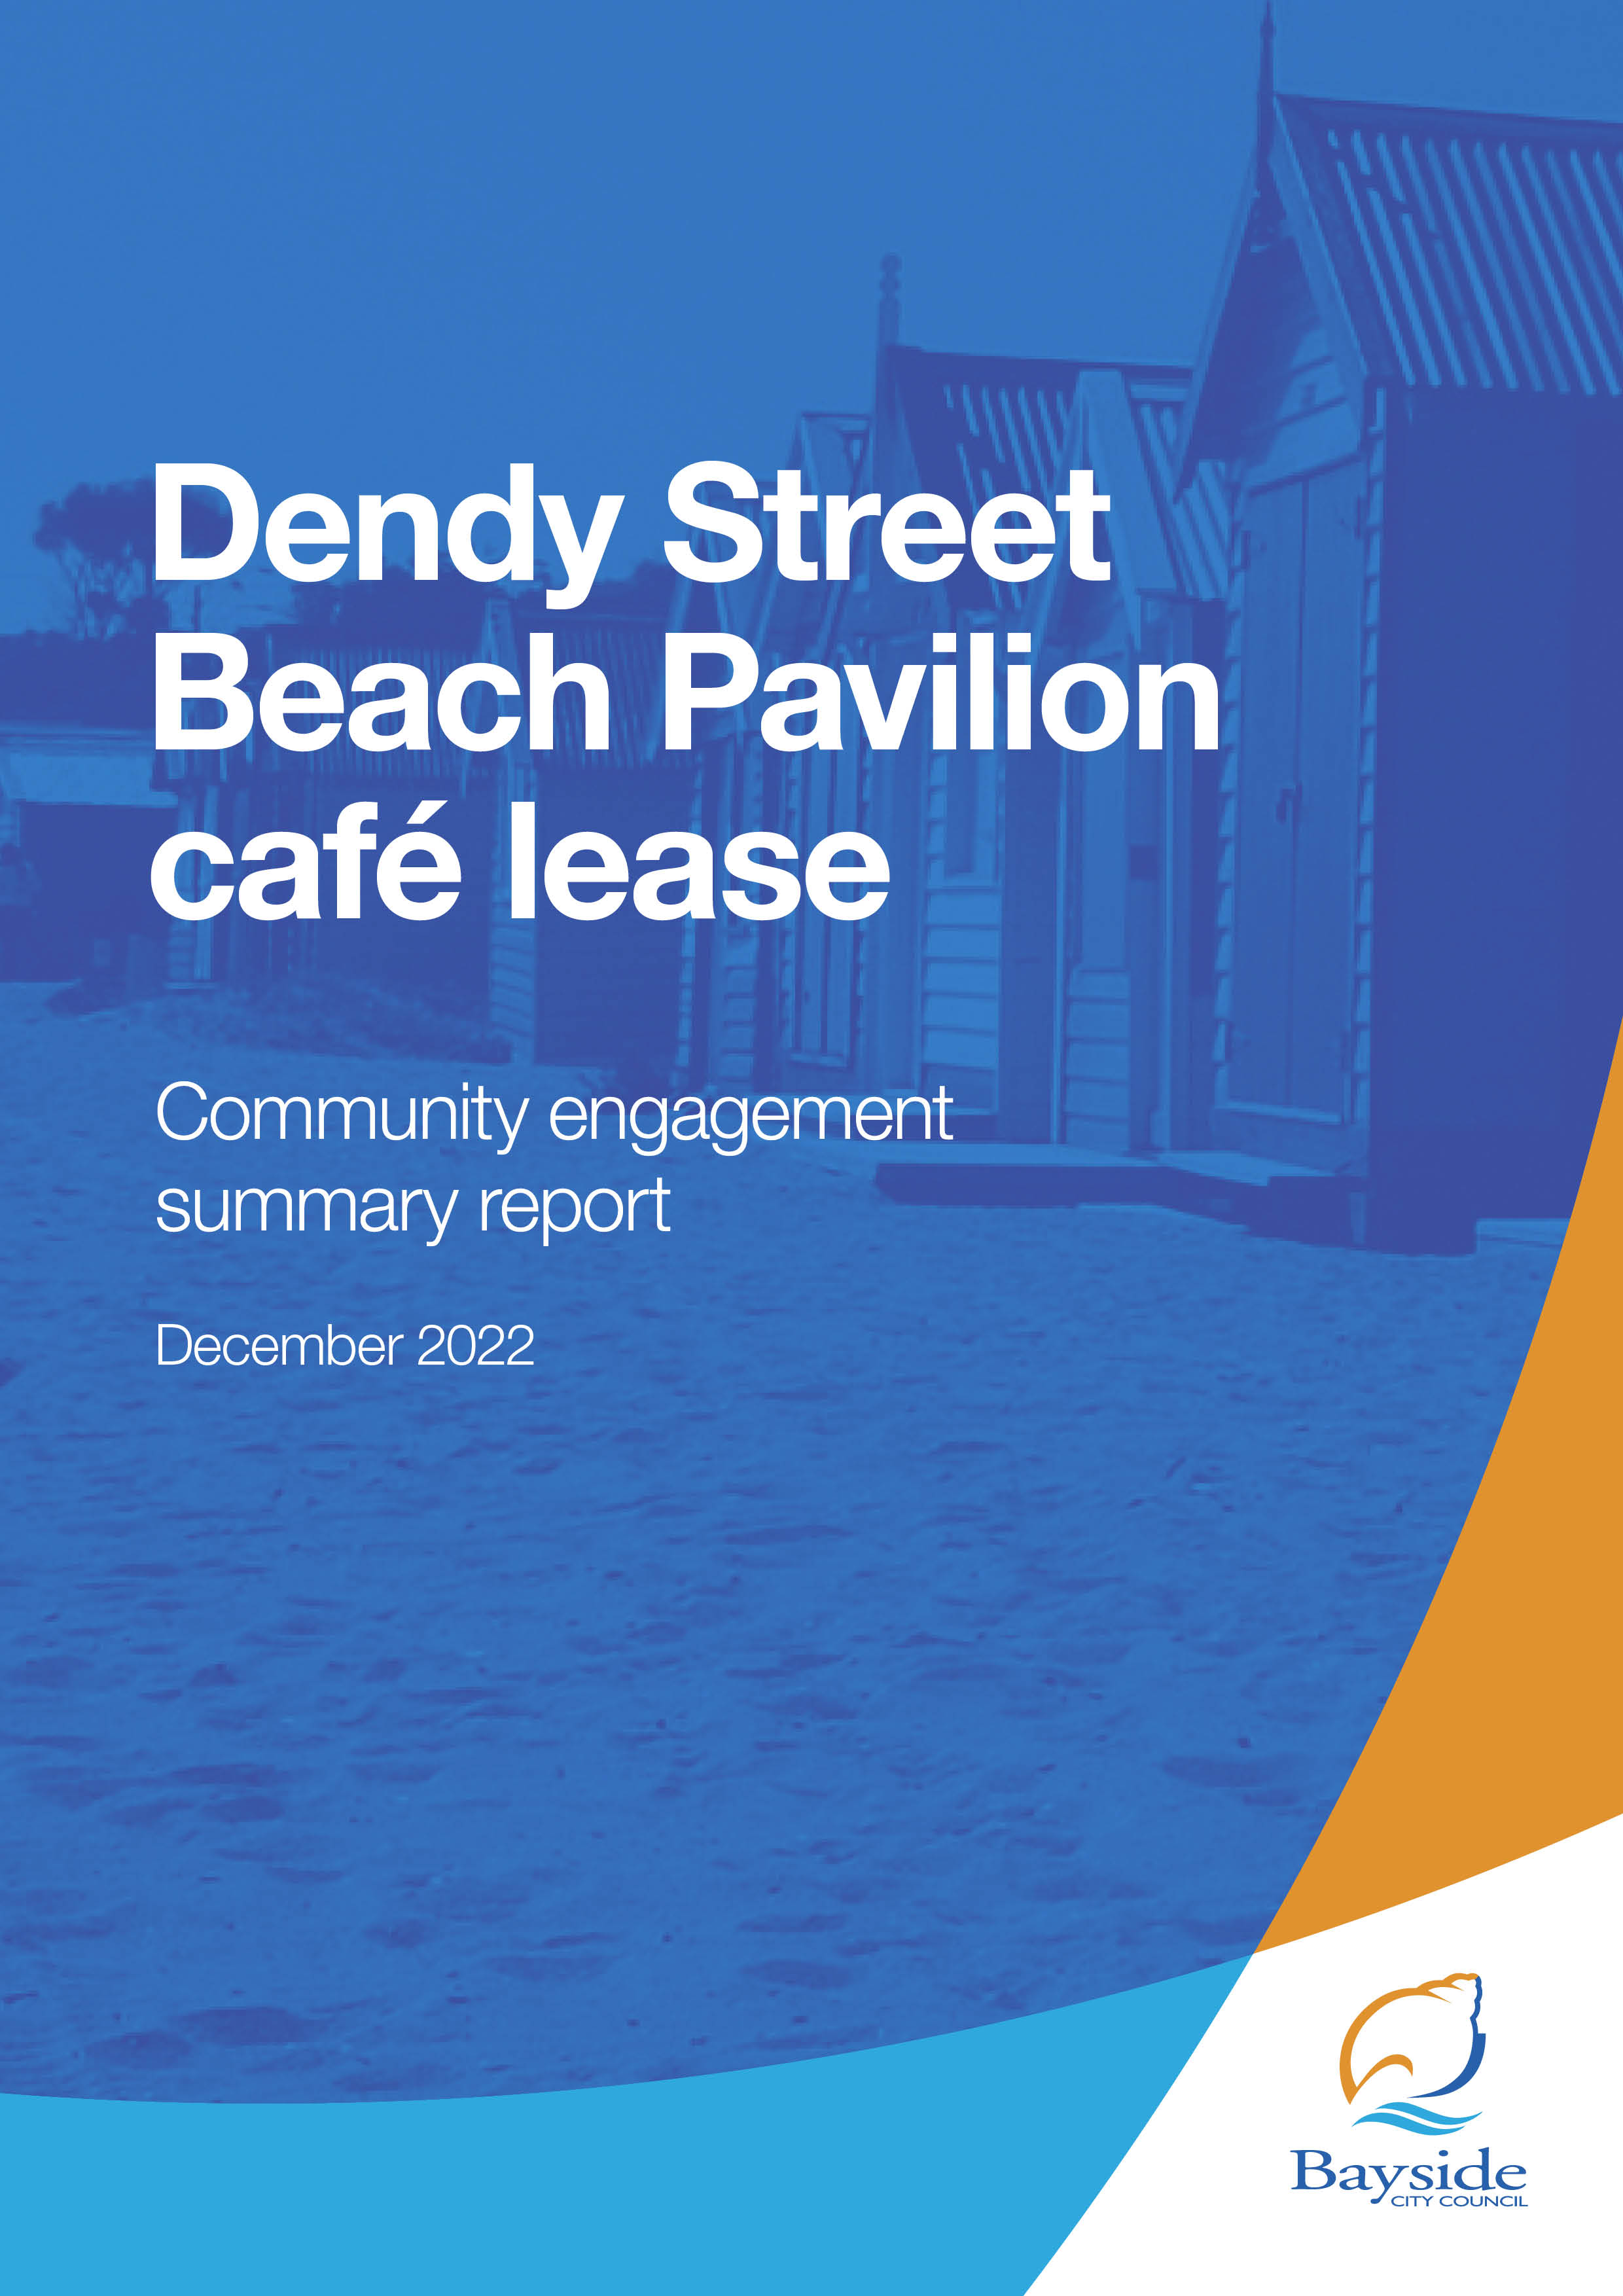 Dendy Street
Beach Pavilion
café lease
Community engagement
summary report
December 2022
Bayside
CITY COUNCIL